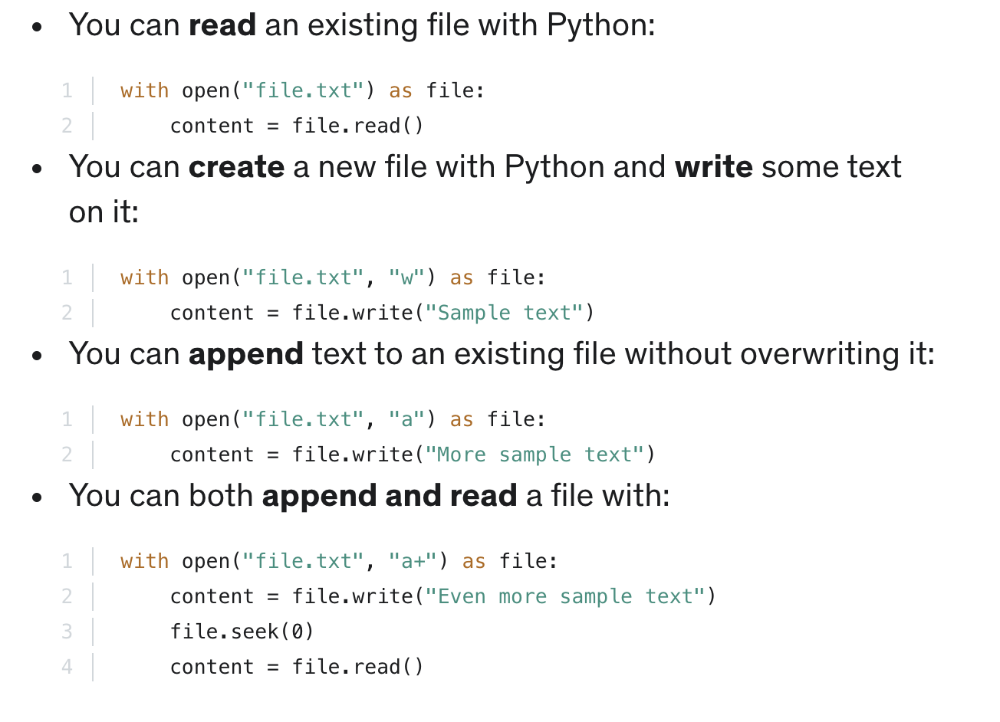 • You can read an existing file with Python:
1 with open("file.txt") as file:
2     content = file.read()
• You can create a new file with Python and write some text
on it:
1 with open("file.txt", "w") as file:
2     content = file.write("Sample text")
• You can append text to an existing file without overwriting it:
1 with open("file.txt", "a") as file:
2     content = file.write("More sample text")
• You can both append and read a file with:
1 with open("file.txt", "a+") as file:
2     content = file.write("Even more sample text")
3     file.seek(0)
4     content = file.read()